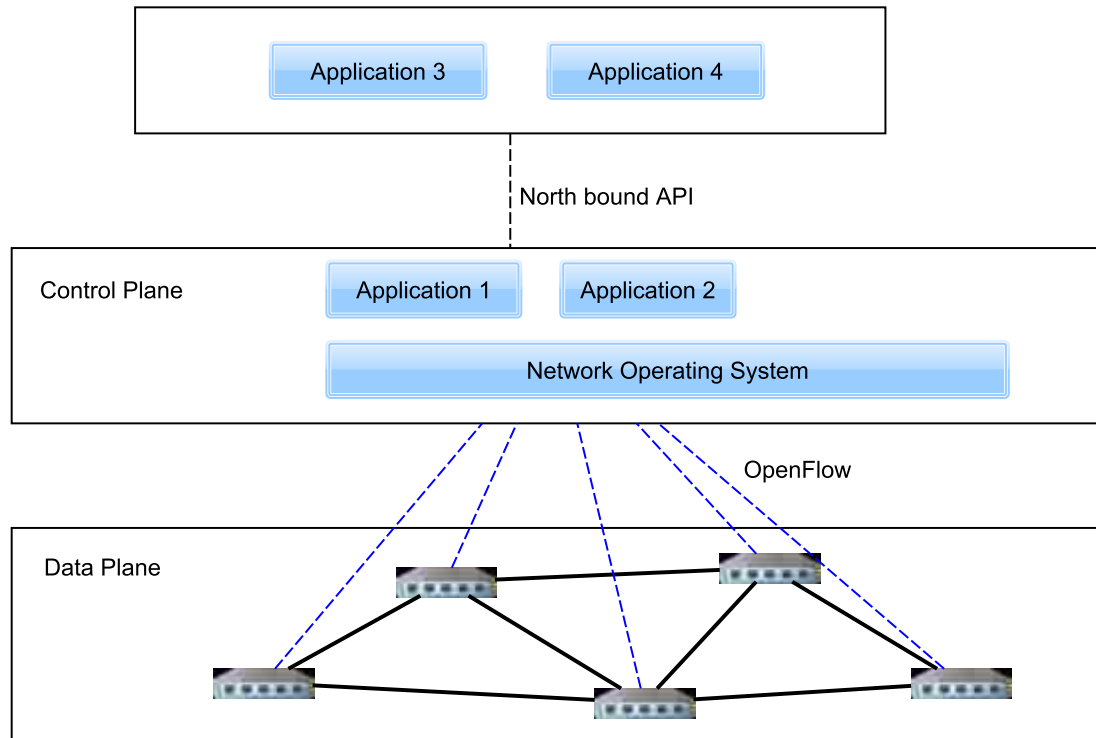 Application 3
Application 4
North bound API
Control Plane
Application 1
Application 2
Network Operating System
OpenFlow
Data Plane